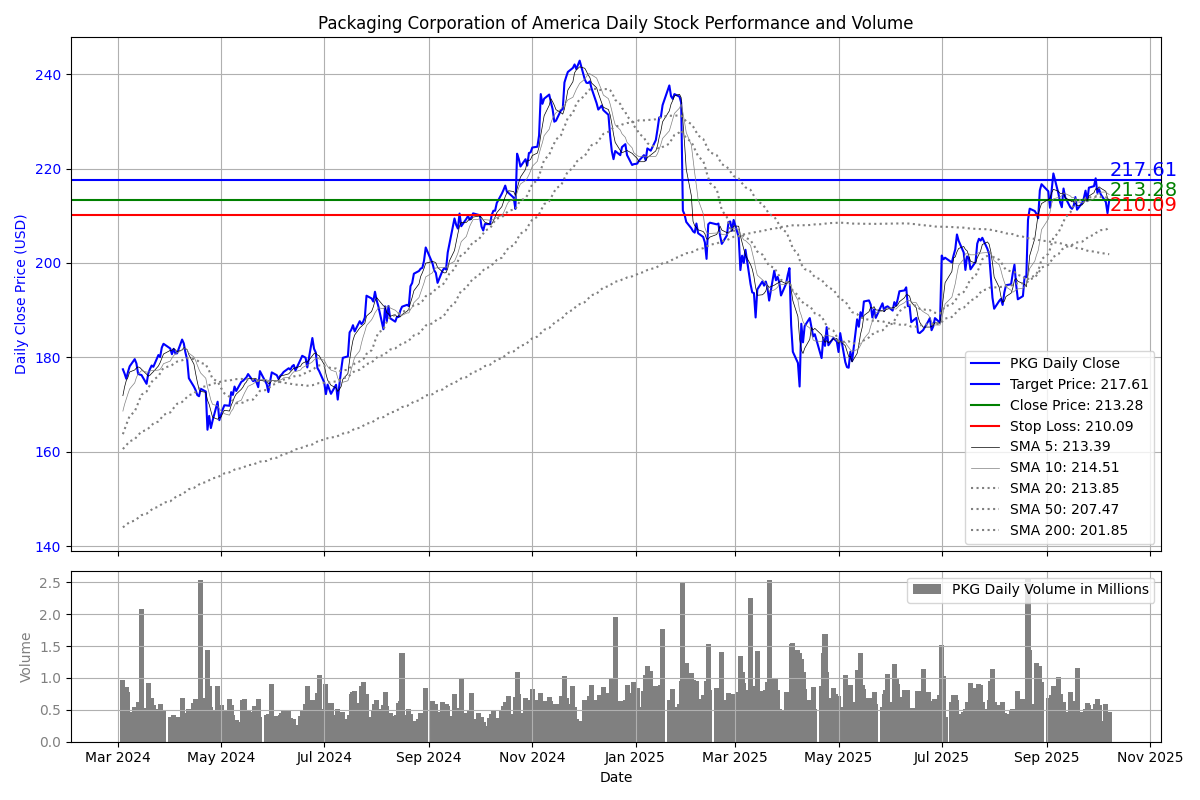 Packaging Corporation of America Daily Stock Performance and Volume
Daily Close Price (USD)
240
220
200
180
160
140
217.61
213.28
210.09
PKG Daily Close
Target Price: 217.61
Close Price: 213.28
Stop Loss: 210.09
SMA 5: 213.39
SMA 10: 214.51
SMA 20: 213.85
SMA 50: 207.47
SMA 200: 201.85
Volume
2.5
2.0
1.5
1.0
0.5
0.0
PKG Daily Volume in Millions
Mar 2024 May 2024 Jul 2024 Sep 2024 Nov 2024 Jan 2025 Mar 2025 May 2025 Jul 2025 Sep 2025 Nov 2025
Date